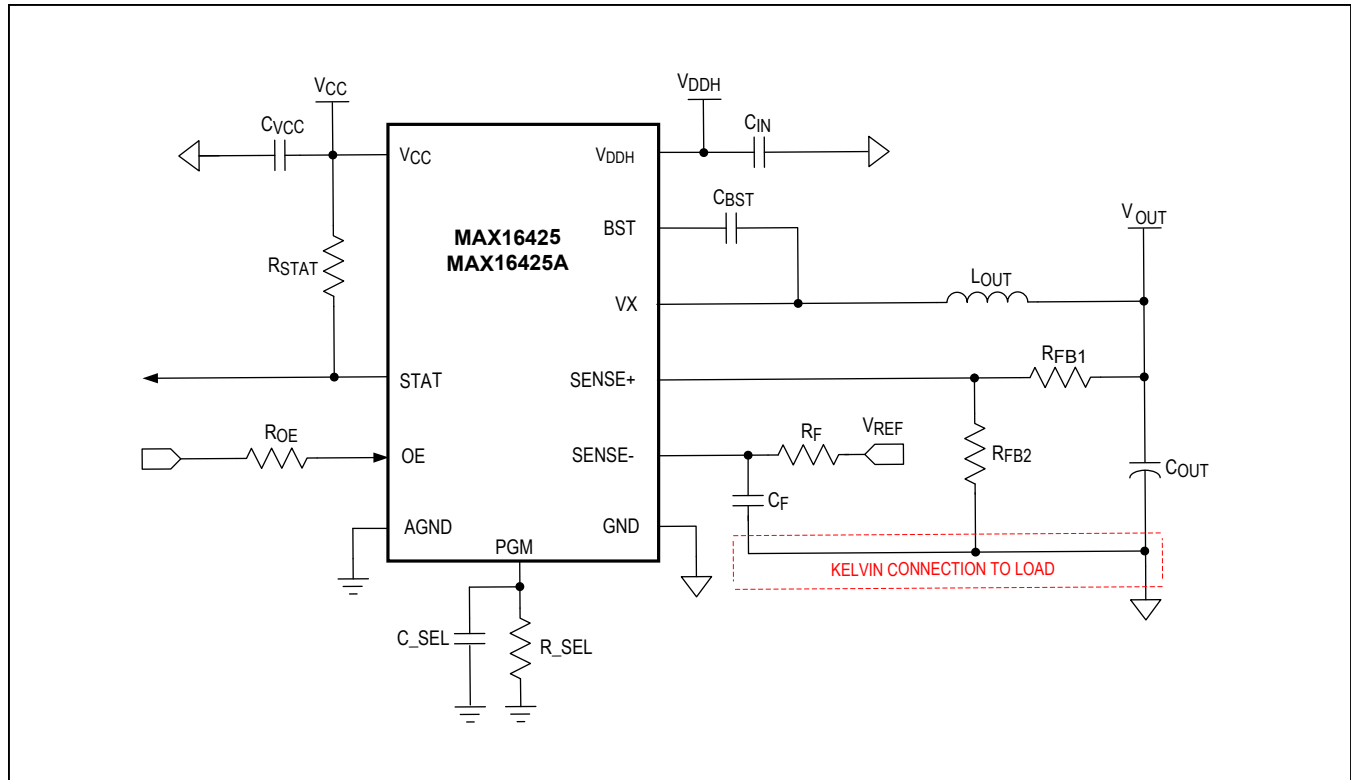 VCC
VDDH
CVCC
CIN
VCC
VDDH
CBST
BST
VOUT
MAX16425
MAX16425A
RSTAT
LOUT
VX
RFB1
STAT
SENSE+
ROE
RF
VREF
OE
SENSE-
RFB2
COUT
CF
AGND
GND
PGM
KELVIN CONNECTION TO LOAD
C_SEL
R_SEL